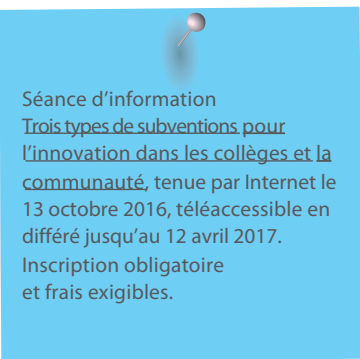 Séance d’information
Trois types de subventions pour
l’innovation dans les collèges et la
communauté, tenue par Internet le
13 octobre 2016, téléaccessible en
différé jusqu’au 12 avril 2017.
Inscription obligatoire
et frais exigibles.